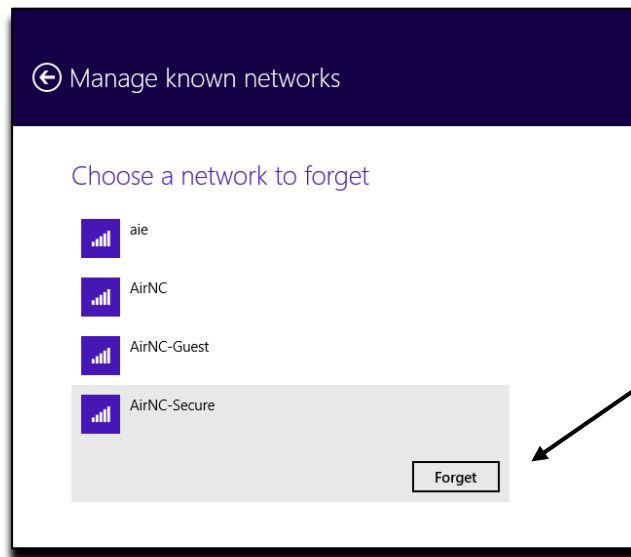 Manage known networks
Choose a network to forget
aie
AirNC
AirNC-Guest
AirNC-Secure
Forget